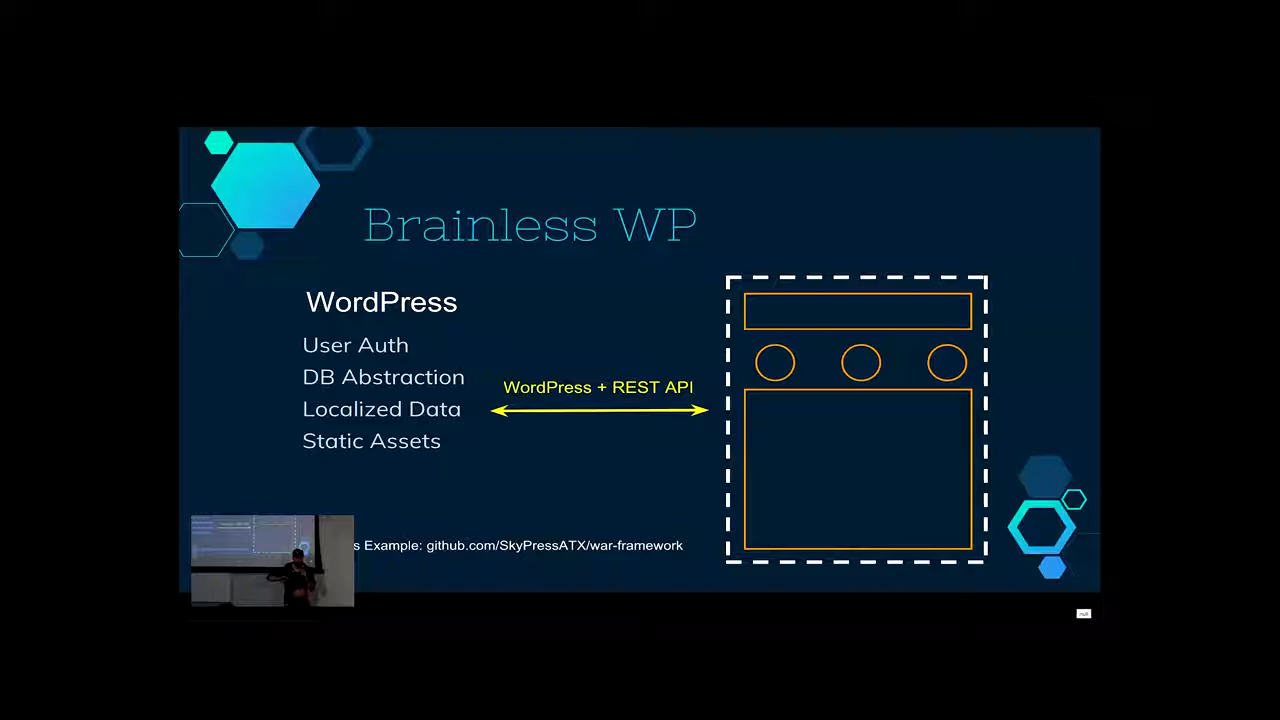 Brainless WP
WordPress
User Auth
DB Abstraction
Localized Data
Static Assets
WordPress + REST API
Example: github.com/SkyPressATX/war-framework